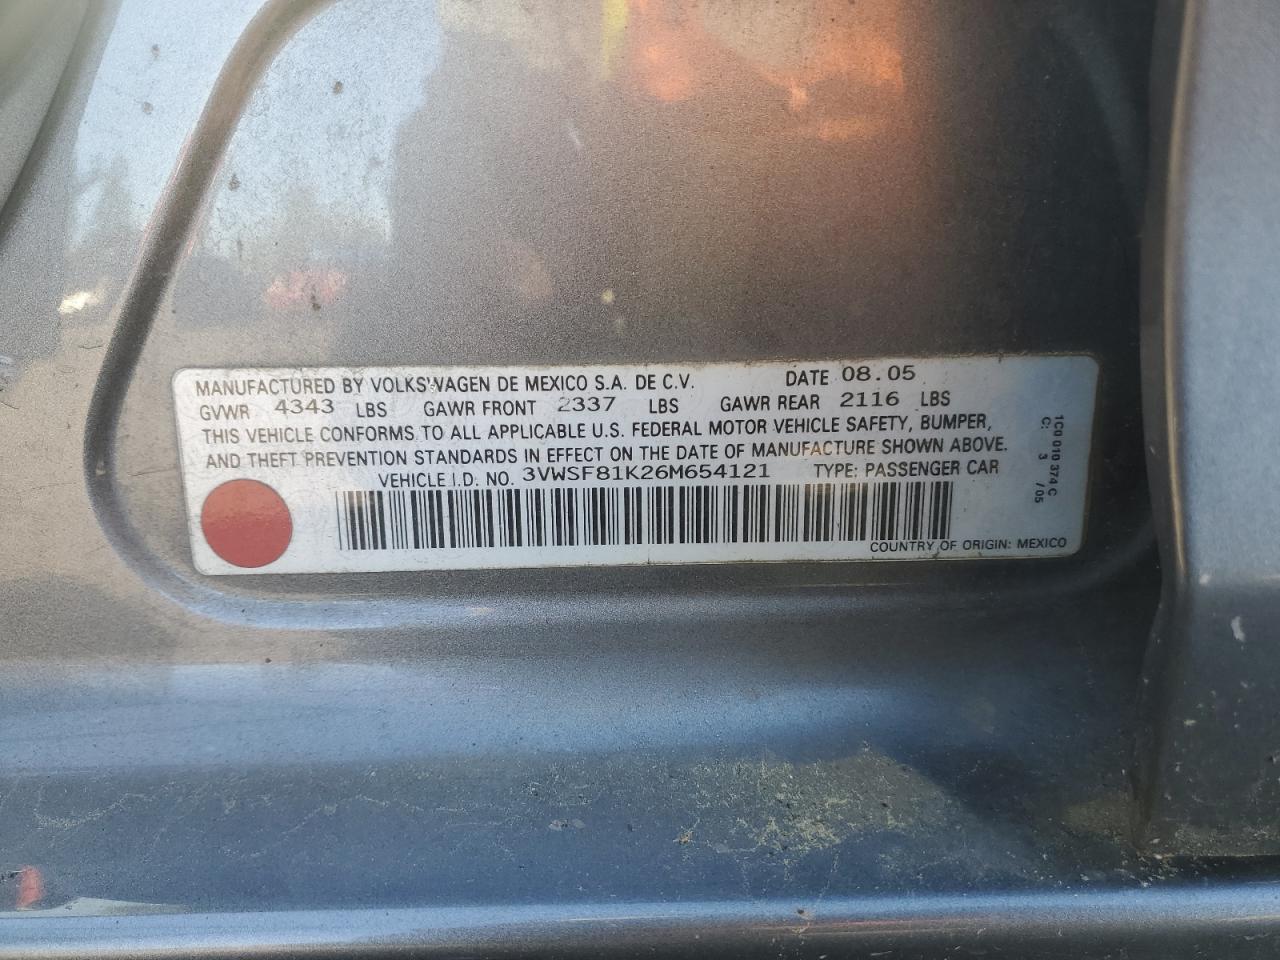 MANUFACTURED BY VOLKSWAGEN DE MEXICO S.A. DE C.V. DATE 08.05
GVWR 4343 LBS GAWR FRONT 2337 LBS GAWR REAR 2116 LBS
THIS VEHICLE CONFORMS TO ALL APPLICABLE U.S. FEDERAL MOTOR VEHICLE SAFETY, BUMPER,
AND THEFT PREVENTION STANDARDS IN EFFECT ON THE DATE OF MANUFACTURE SHOWN ABOVE.
VEHICLE I.D. NO. 3VWSF81K26M654121 TYPE: PASSENGER CAR
COUNTRY OF ORIGIN: MEXICO
1C0 010 374 C
C: 3 /05